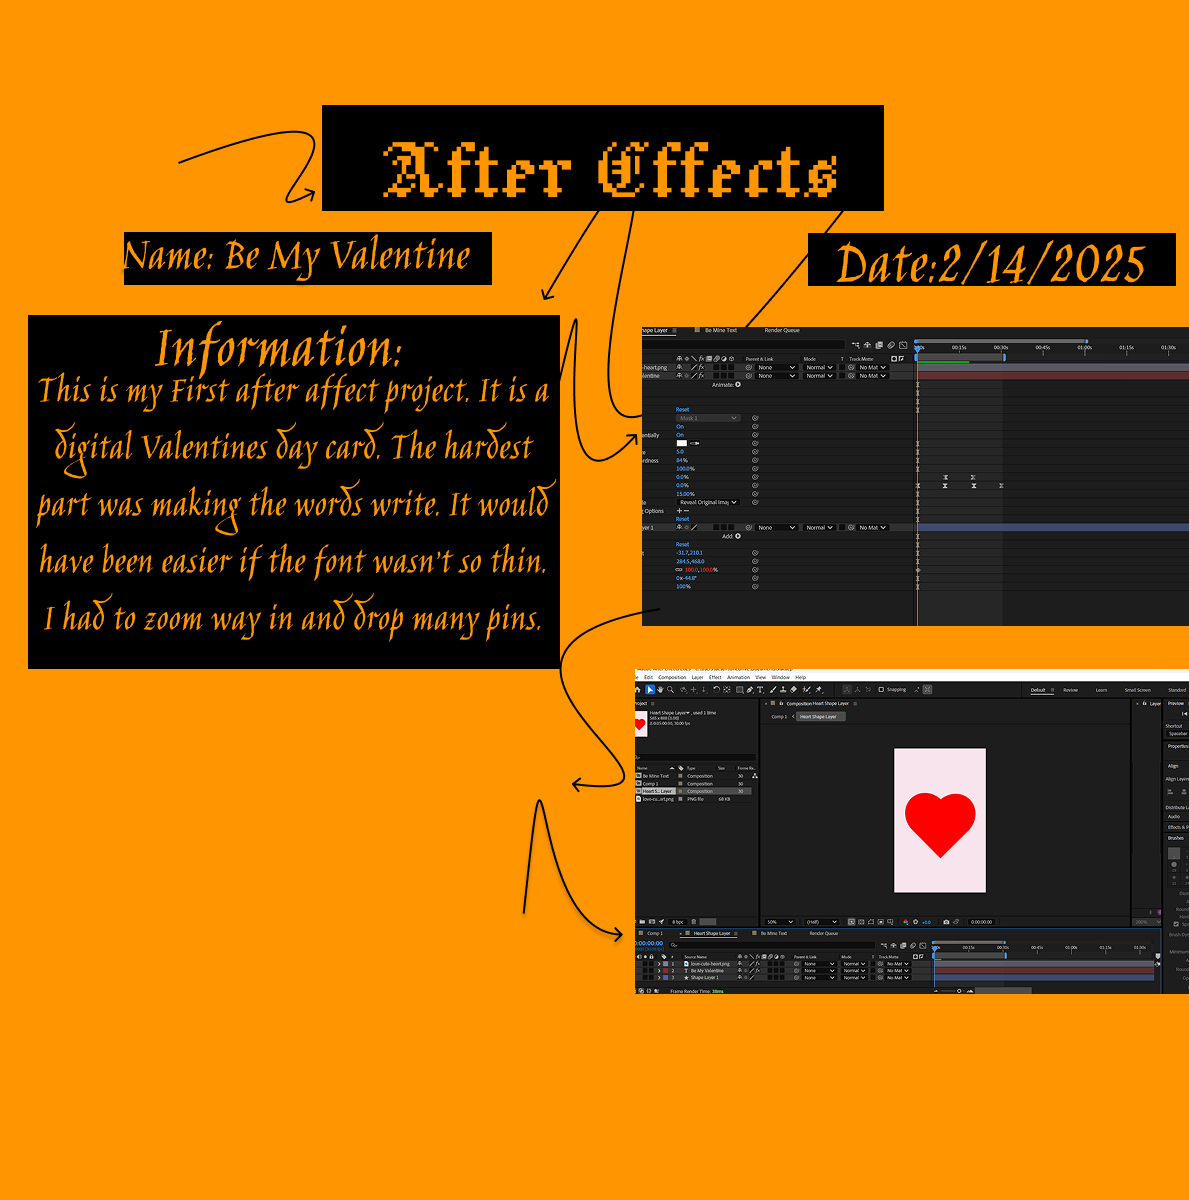 After Effects
Name: Be My Valentine
Date:2/14/2025
Information:
This is my First after affect project. It is a
digital Valentines day card. The hardest
part was making the words write. It would
have been easier if the font wasn't so thin.
I had to zoom way in and drop many pins.
Be Mine Text Render Queue
00:15s 00:30s 00:45s 01:00s 01:15s 01:30s
Parent & Link Mode T Track Matte
-heart.png None Normal No Mat
None Normal No Mat
Animate:
Reset
Mask 1
On
On
5.0
84%
100.0%
0.0%
0.0%
15.00%
Reveal Original Imag
Options
Reset
None Normal No Mat
Add:
Reset
-31.7,210.1
284.5,468.0
100.0,100.0%
0x-44.8°
100%
Edit Composition Layer Effect Animation View Window Help
Snapping Default Review Learn Small Screen Standard
Composition Heart Shape Layer Layer Preview
Heart Shape Layer, used 1 time
Comp 1 Heart Shape Layer
Shortcut
Spacebar
Properties
Align
Align Layers
Name Type Size Frame Ra..
Be Mine Text Composition 30
Comp 1 Composition 30
Heart S... Layer Composition 30
love-cu...art.png PNG file 68 KB
Distribute La
Audio
Effects & P
Brushes
8 bpc 50% (Half) +0.0 0:00:00:00 200%
Comp 1 Heart Shape Layer Be Mine Text Render Queue
0:00:00:00
00:15s 00:30s 00:45s 01:00s 01:15s 01:30s
# Source Name Parent & Link Mode T Track Matte
1 love-cute-heart.png None Normal No Mat
2 Be My Valentine None Normal No Mat
3 Shape Layer 1 None Normal No Mat
Frame Render Time: 38ms